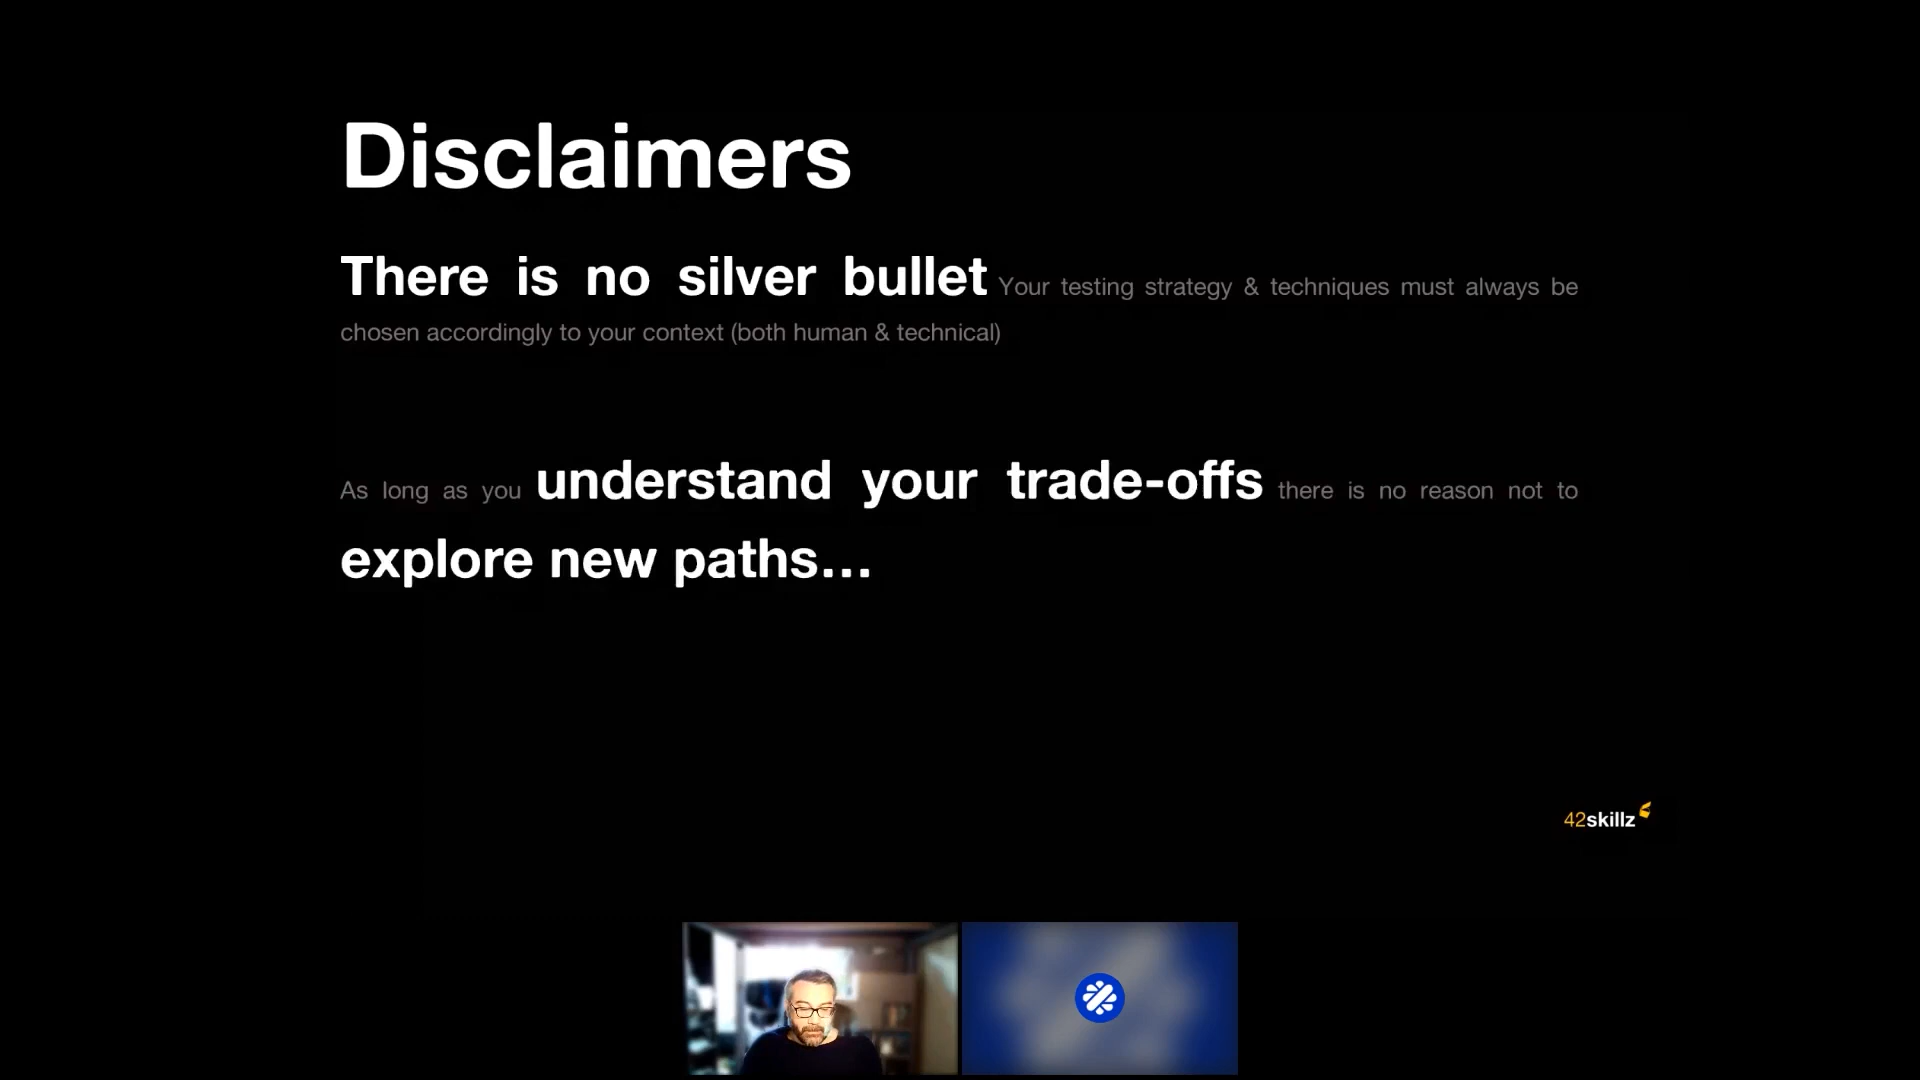 Disclaimers
There is no silver bullet Your testing strategy & techniques must always be
chosen accordingly to your context (both human & technical)
As long as you understand your trade-offs there is no reason not to
explore new paths...
42skillz